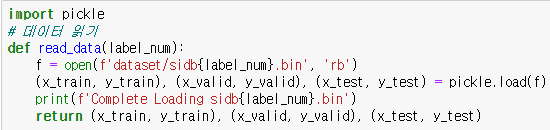 import pickle
# 데이터 읽기
def read_data(label_num):
    f = open(f'dataset/sidb{label_num}.bin', 'rb')
    (x_train, y_train), (x_valid, y_valid), (x_test, y_test) = pickle.load(f)
    print(f'Complete Loading sidb{label_num}.bin')
    return (x_train, y_train), (x_valid, y_valid), (x_test, y_test)